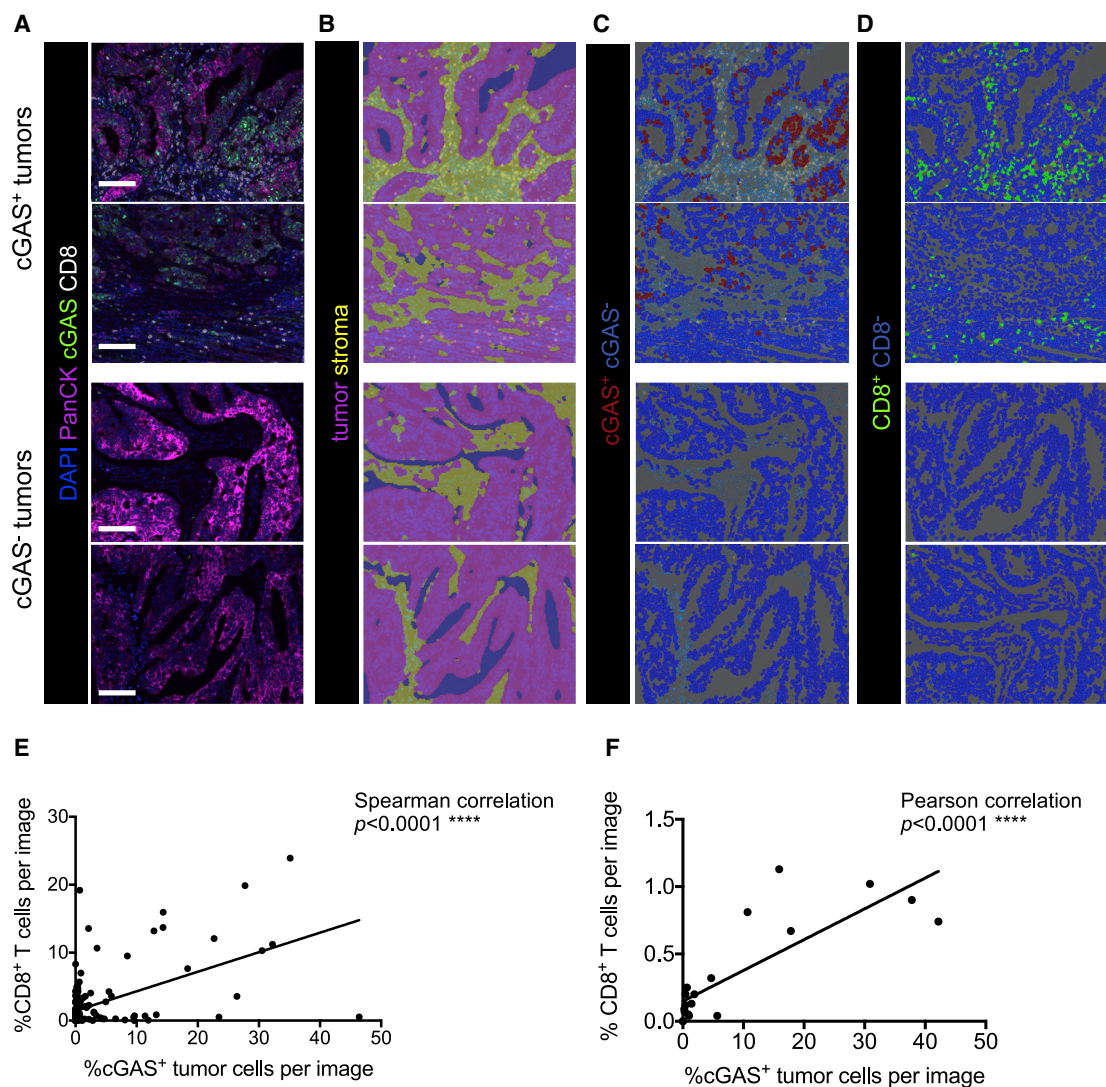 A
B
C
D
cGAS⁺ tumors
cGAS⁻ tumors
DAPI PanCK cGAS CD8
tumor stroma
cGAS⁺ cGAS⁻
CD8⁺ CD8⁻
E
Spearman correlation
p<0.0001 ****
%CD8⁺ T cells per image
30
20
10
0
0 10 20 30 40 50
%cGAS⁺ tumor cells per image
F
Pearson correlation
p<0.0001 ****
% CD8⁺ T cells per image
1.5
1.0
0.5
0.0
0 10 20 30 40 50
%cGAS⁺ tumor cells per image